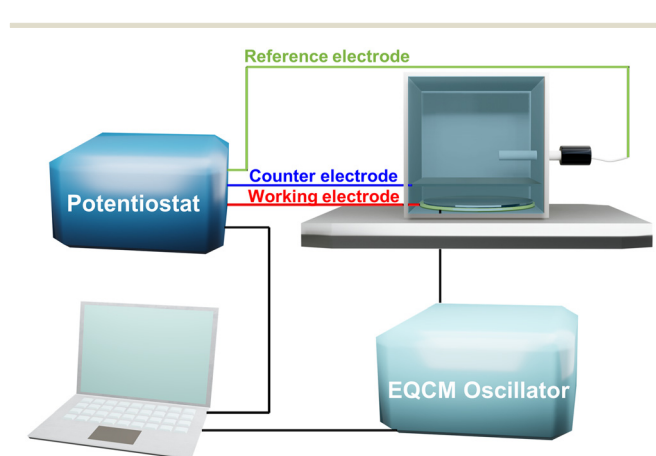 Reference electrode
Counter electrode
Working electrode
Potentiostat
EQCM Oscillator